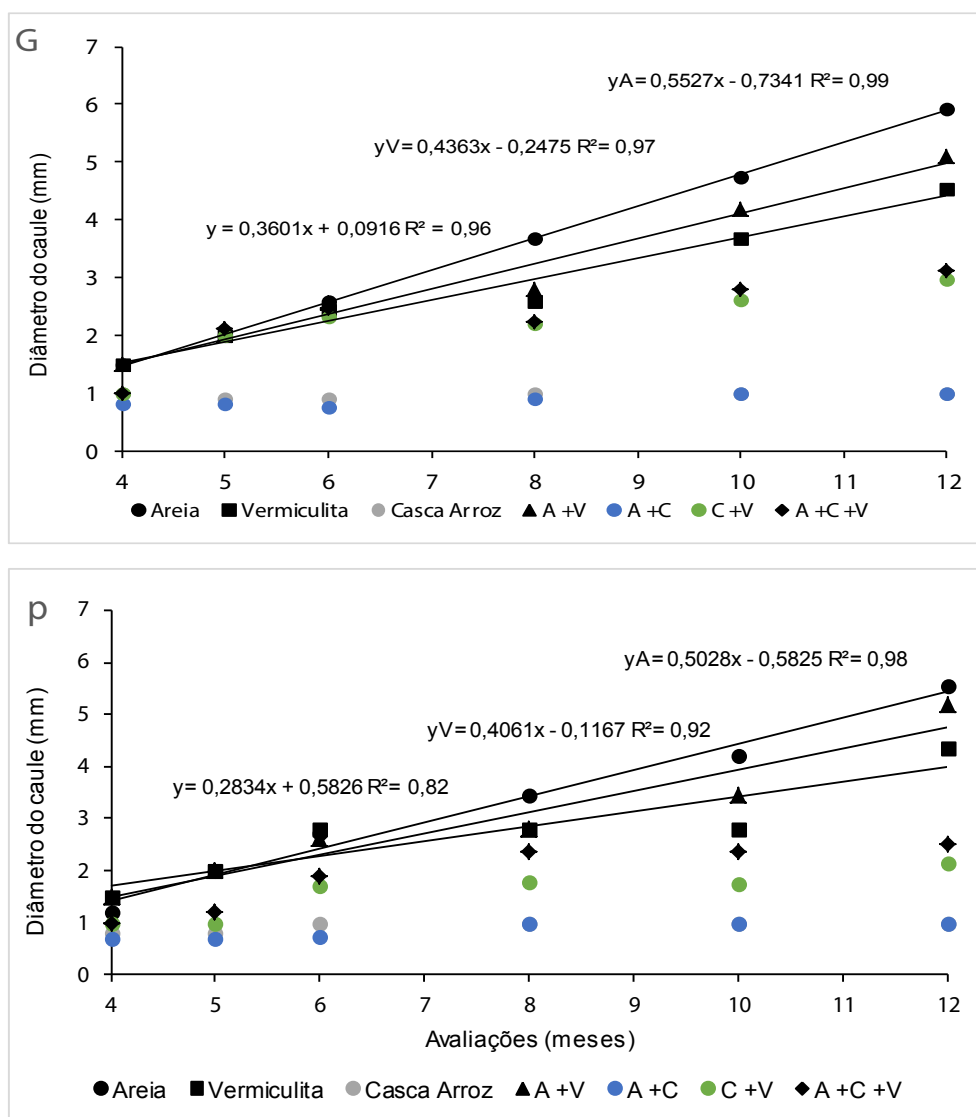 G
7
yA = 0,5527x - 0,7341 R² = 0,99
6
yV = 0,4363x - 0,2475 R² = 0,97
5
4
y = 0,3601x + 0,0916 R² = 0,96
3
2
1
0
Diâmetro do caule (mm)
4 5 6 7 8 9 10 11 12
Areia Vermiculita Casca Arroz A +V A +C C +V A +C +V
p
7
6
yA = 0,5028x - 0,5825 R² = 0,98
5
yV = 0,4061x - 0,1167 R² = 0,92
4
y = 0,2834x + 0,5826 R² = 0,82
3
2
1
0
Diâmetro do caule (mm)
4 5 6 7 8 9 10 11 12
Avaliações (meses)
Areia Vermiculita Casca Arroz A +V A +C C +V A +C +V